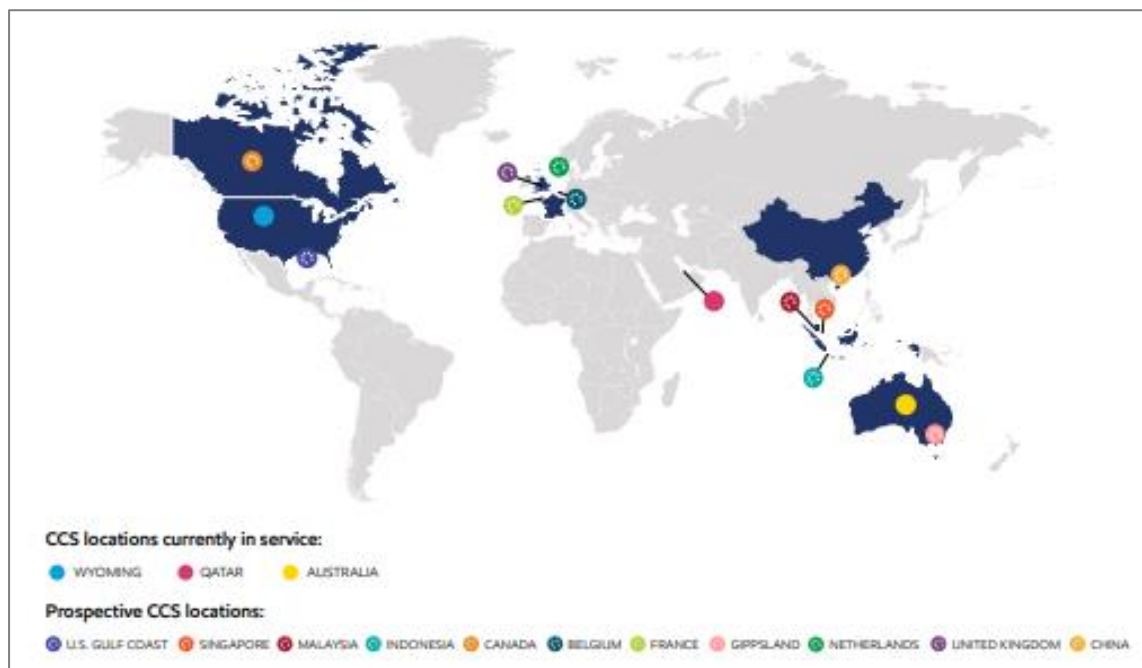 CCS locations currently in service:
WYOMING QATAR AUSTRALIA
Prospective CCS locations:
U.S. GULF COAST SINGAPORE MALAYSIA INDONESIA CANADA BELGIUM FRANCE GIPPSLAND NETHERLANDS UNITED KINGDOM CHINA